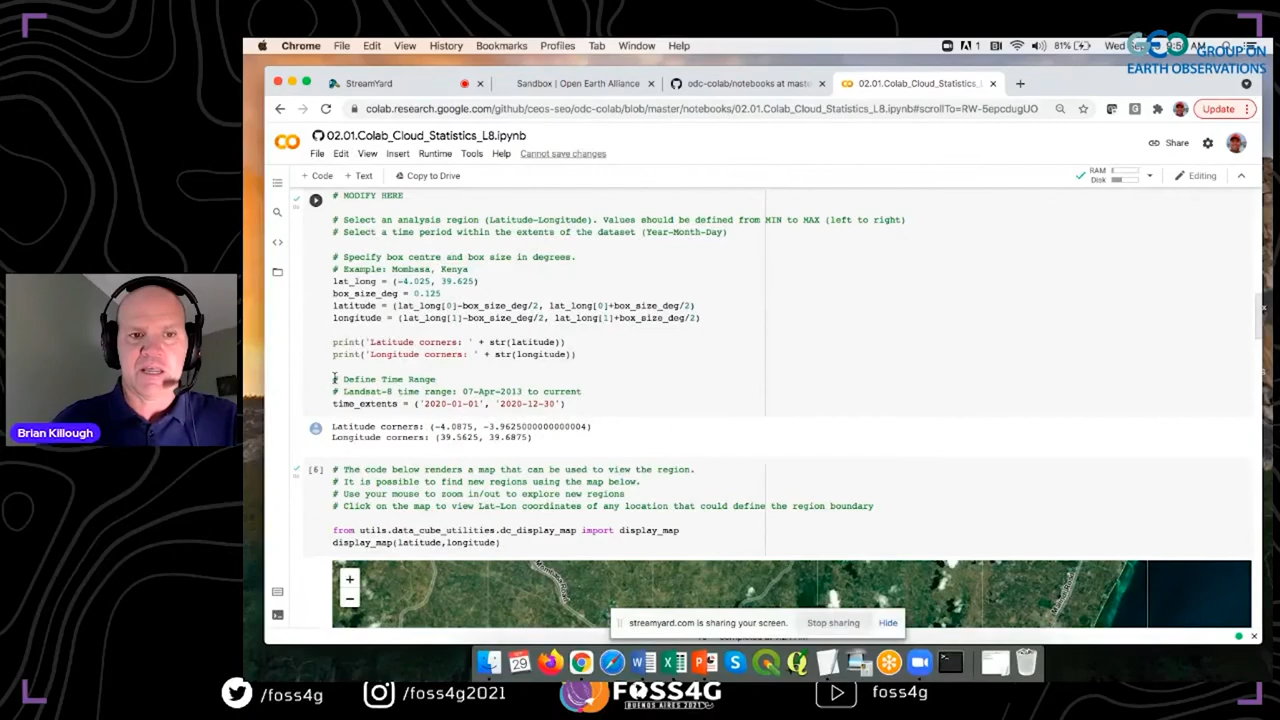 Chrome File Edit View History Bookmarks Profiles Tab Window Help
1
81%
Wed
GEO GROUP ON
EARTH OBSERVATIONS
StreamYard
Sandbox | Open Earth Alliance
odc-colab/notebooks at maste
02.01.Colab_Cloud_Statistics_
colab.research.google.com/github/ceos-seo/odc-colab/blob/master/notebooks/02.01.Colab_Cloud_Statistics_L8.ipynb#scrollTo=RW-5epcdugUO
Update
02.01.Colab_Cloud_Statistics_L8.ipynb
File Edit View Insert Runtime Tools Help Cannot save changes
Share
+ Code + Text Copy to Drive
RAM
Disk
Editing
# MODIFY HERE
# Select an analysis region (Latitude-Longitude). Values should be defined from MIN to MAX (left to right)
# Select a time period within the extents of the dataset (Year-Month-Day)
# Specify box centre and box size in degrees.
# Example: Mombasa, Kenya
lat_long = (-4.025, 39.625)
box_size_deg = 0.125
latitude = (lat_long[0]-box_size_deg/2, lat_long[0]+box_size_deg/2)
longitude = (lat_long[1]-box_size_deg/2, lat_long[1]+box_size_deg/2)
print('Latitude corners: ' + str(latitude))
print('Longitude corners: ' + str(longitude))
# Define Time Range
# Landsat-8 time range: 07-Apr-2013 to current
time_extents = ('2020-01-01', '2020-12-30')
Latitude corners: (-4.0875, -3.9625000000000004)
Longitude corners: (39.5625, 39.6875)
[6] # The code below renders a map that can be used to view the region.
# It is possible to find new regions using the map below.
# Use your mouse to zoom in/out to explore new regions
# Click on the map to view Lat-Lon coordinates of any location that could define the region boundary
from utils.data_cube_utilities.dc_display_map import display_map
display_map(latitude,longitude)
+
−
streamyard.com is sharing your screen. Stop sharing Hide
Brian Killough
29
/foss4g
/foss4g2021
FOSS4G
BUENOS AIRES 2021
foss4g